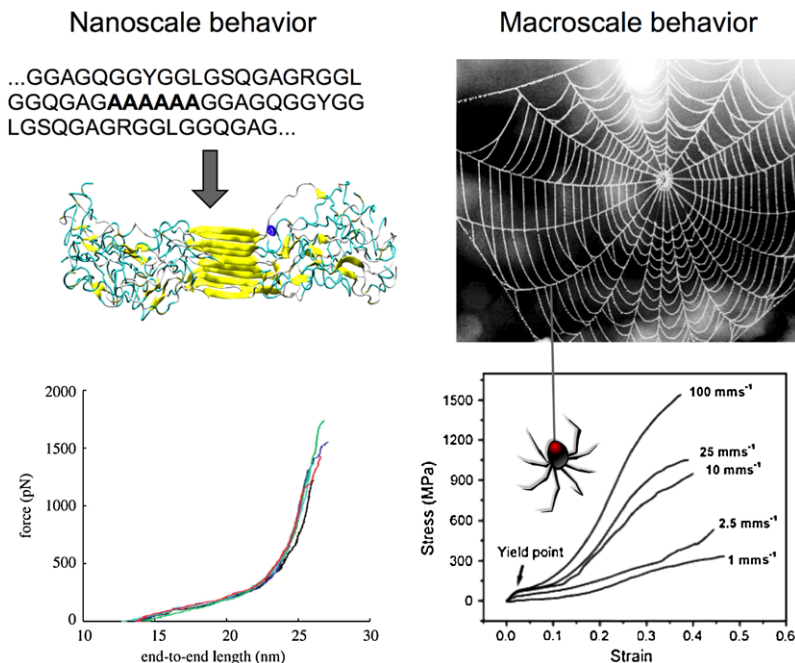 Nanoscale behavior
Macroscale behavior
...GGAGQGGYGGLGSQGAGRGGL
GGQGAGAAAAAAGGAGQGGYGG
LGSQGAGRGGLGGQGAG...
2000
1500
1000
500
0
force (pN)
10
15
20
25
30
end-to-end length (nm)
1500
1200
900
600
300
0
Stress (MPa)
100 mms⁻¹
25 mms⁻¹
10 mms⁻¹
2.5 mms⁻¹
1 mms⁻¹
Yield point
0.0
0.1
0.2
0.3
0.4
0.5
0.6
Strain